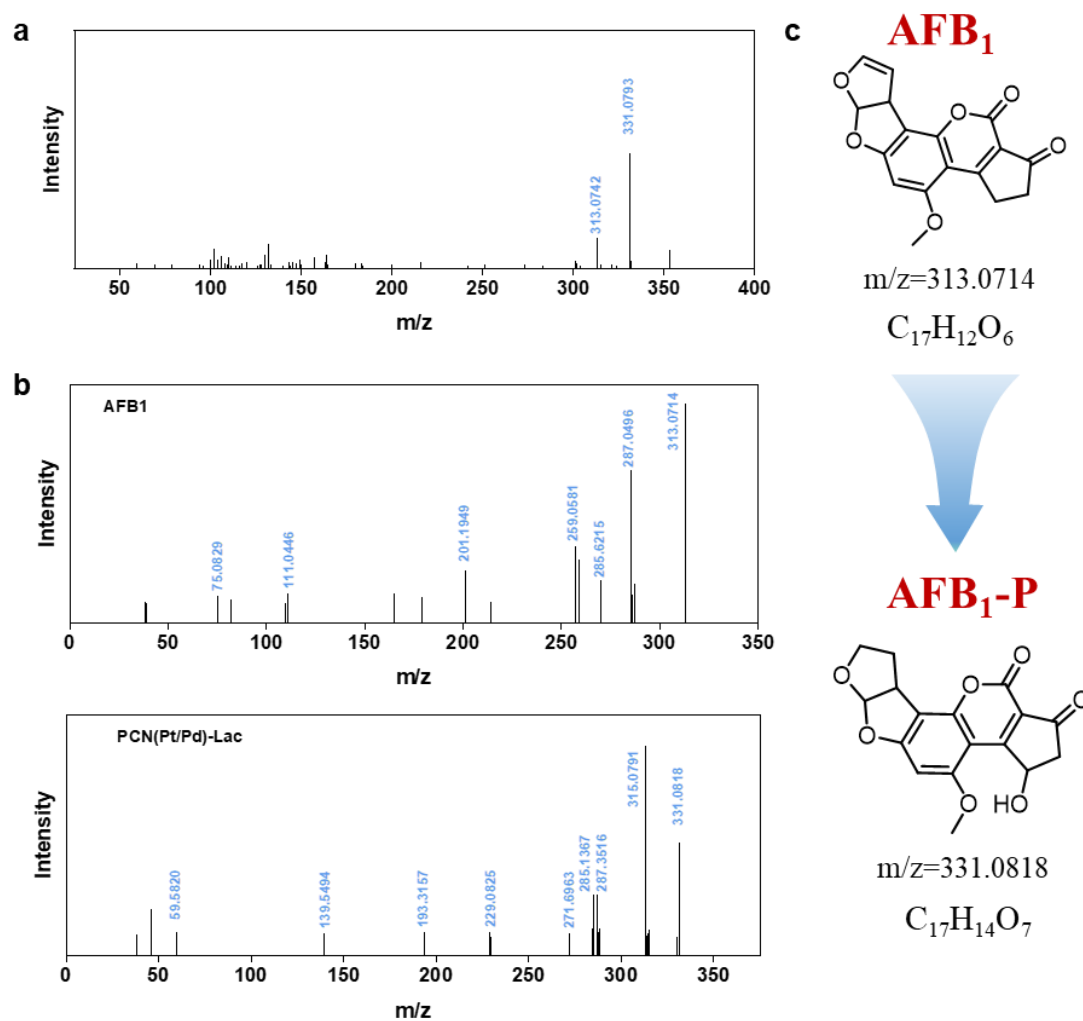 a
Intensity
331.0793
313.0742
50 100 150 200 250 300 350 400
m/z
b
AFB1
Intensity
75.0829
111.0446
201.1949
259.0581
285.6215
287.0496
313.0714
0 50 100 150 200 250 300 350
m/z
PCN(Pt/Pd)-Lac
Intensity
59.5820
139.5494
193.3157
229.0825
271.6963
285.1367
287.3516
315.0791
331.0818
0 50 100 150 200 250 300 350
m/z
c
AFB₁
O
O
O
O
O
O
m/z=313.0714
C₁₇H₁₂O₆
AFB₁-P
O
O
O
O
O
O
HO
m/z=331.0818
C₁₇H₁₄O₇